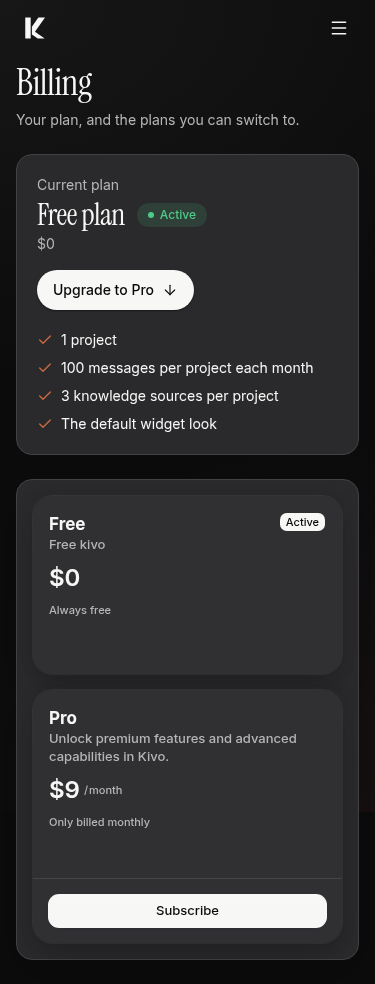 K
Billing
Your plan, and the plans you can switch to.
Current plan
Free plan Active
$0
Upgrade to Pro
1 project
100 messages per project each month
3 knowledge sources per project
The default widget look
Free Active
Free kivo
$0
Always free
Pro
Unlock premium features and advanced
capabilities in Kivo.
$9 /month
Only billed monthly
Subscribe